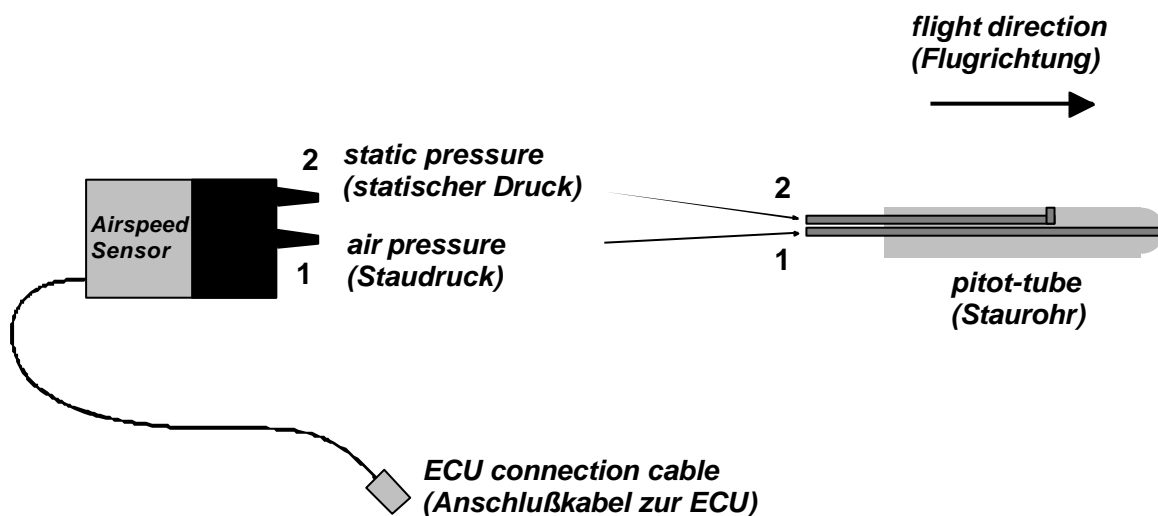 flight direction
(Flugrichtung)
2
static pressure
(statischer Druck)
Airspeed
Sensor
air pressure
(Staudruck)
1
2
1
pitot-tube
(Staurohr)
ECU connection cable
(Anschlußkabel zur ECU)